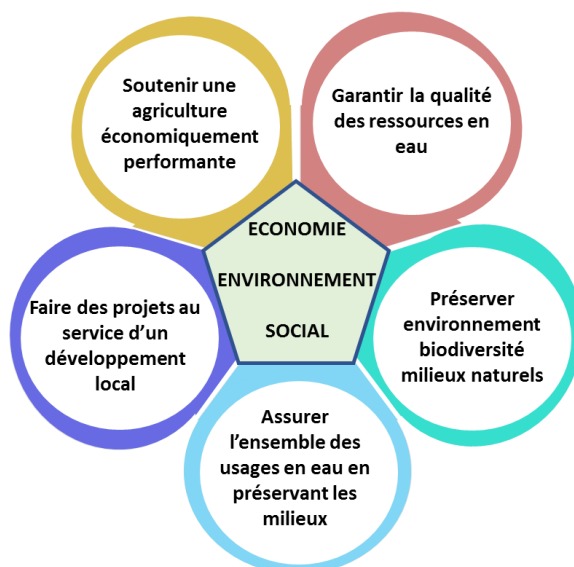 Soutenir une
agriculture
économiquement
performante
Garantir la qualité
des ressources en
eau
ECONOMIE
ENVIRONNEMENT
SOCIAL
Faire des projets au
service d'un
développement
local
Préserver
environnement
biodiversité
milieux naturels
Assurer
l'ensemble des
usages en eau en
préservant les
milieux